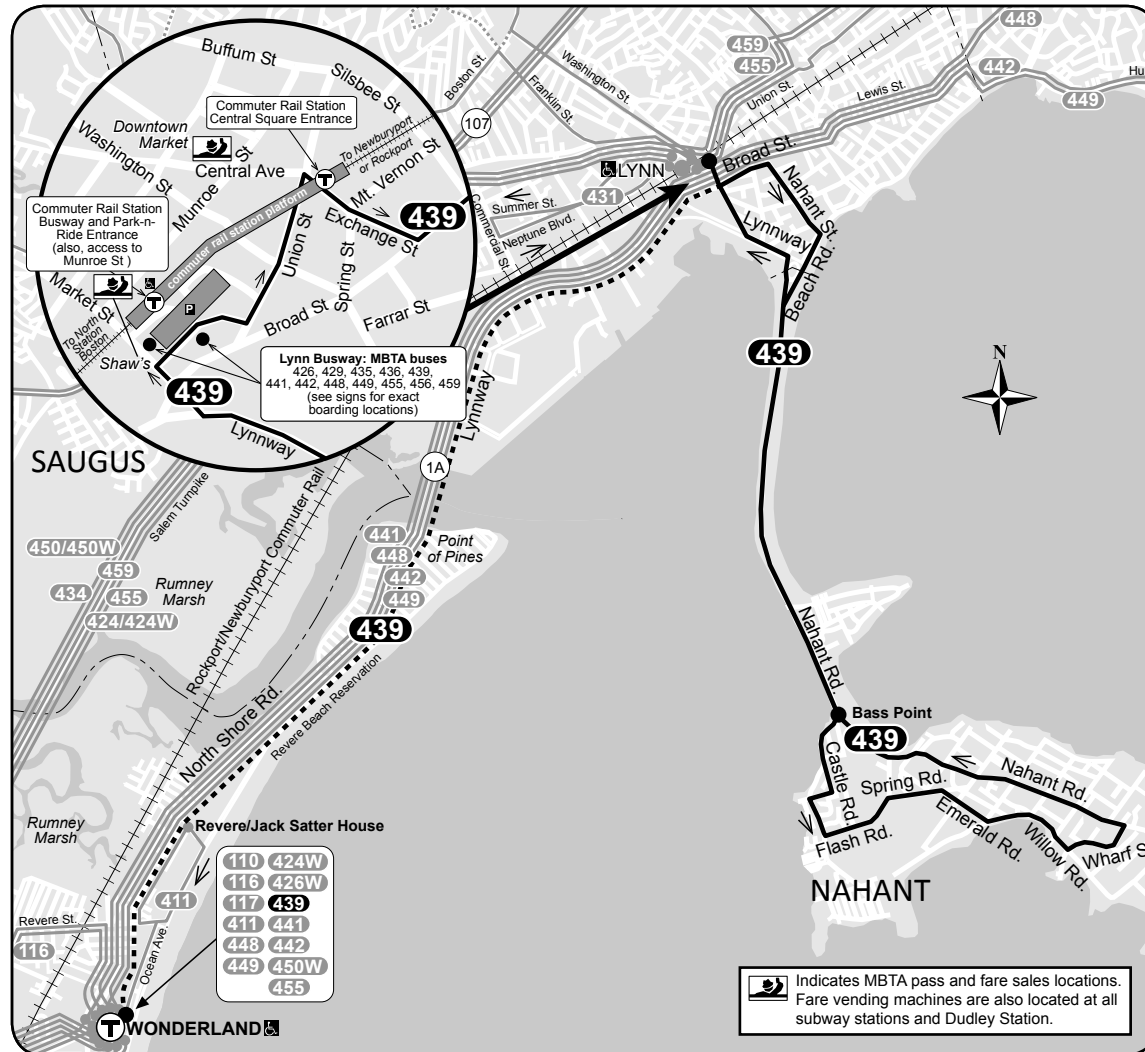 Buffum St
Silsbee St
Boston St.
107
Commuter Rail Station
Central Square Entrance
Downtown
Market
Washington St
Central Ave
Munroe St
To Newburyport
or Rockport
Mt. Vernon St
439
Exchange St
Commuter Rail Station
Busway and Park-n-
Ride Entrance
(also, access to
Munroe St )
T
commuter rail station platform
Union St
Spring St
T
P
Market St
Broad St
Farrar St
To North
Station
Boston
Shaw's
Lynn Busway: MBTA buses
426, 429, 435, 436, 439,
441, 442, 448, 449, 455, 456, 459
(see signs for exact
boarding locations)
439
Lynnway
Franklin St.
Washington St.
459
455
Union St.
Lewis St.
448
442
449
Hu
LYNN
Broad St.
431
Summer St.
Neptune Blvd.
Commercial St.
Nahant St.
Lynnway
Beach Rd.
439
N
SAUGUS
Lynnway
1A
Salem Turnpike
450/450W
459
434
455
424/424W
Rumney
Marsh
Rockport/Newburyport Commuter Rail
441
448
442
449
439
Point
of Pines
North Shore Rd.
Revere Beach Reservation
Nahant Rd.
Bass Point
439
Castle Rd.
Nahant Rd.
Spring Rd.
Flash Rd.
Emerald Rd.
Willow Rd.
Wharf S
NAHANT
Rumney
Marsh
Revere/Jack Satter House
110 424W
116 426W
117 439
411 441
448 442
449 450W
455
411
Revere St.
116
Ocean Ave.
T
WONDERLAND
Indicates MBTA pass and fare sales locations.
Fare vending machines are also located at all
subway stations and Dudley Station.